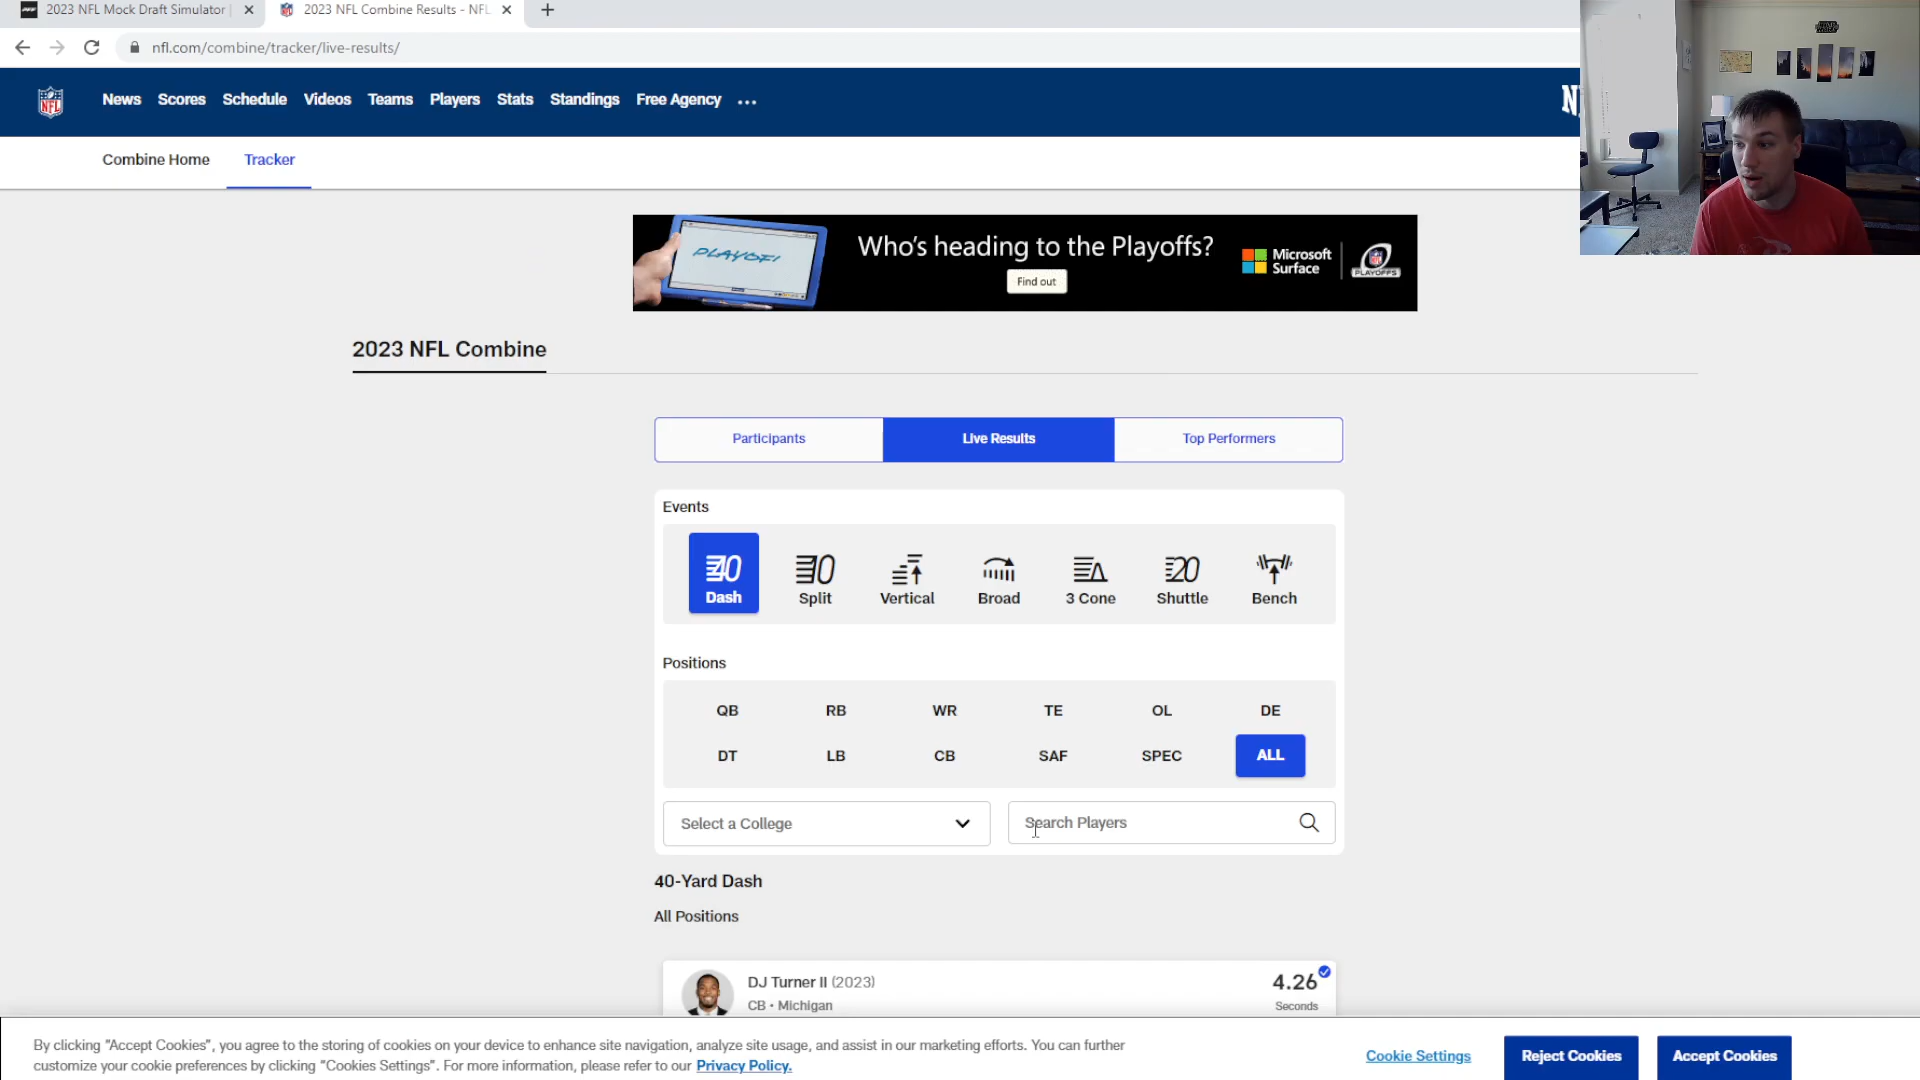 2023 NFL Mock Draft Simulator |
2023 NFL Combine Results - NFL
nfl.com/combine/tracker/live-results/
NFL
News Scores Schedule Videos Teams Players Stats Standings Free Agency ...
Combine Home Tracker
PLAYOF!
Who's heading to the Playoffs?
Find out
Microsoft
Surface
NFL
PLAYOFFS
2023 NFL Combine
Participants Live Results Top Performers
Events
40 10 20
Dash Split Vertical Broad 3 Cone Shuttle Bench
Positions
QB RB WR TE OL DE
DT LB CB SAF SPEC ALL
Select a College Search Players
40-Yard Dash
All Positions
DJ Turner II (2023) 4.26
CB • Michigan Seconds
By clicking "Accept Cookies", you agree to the storing of cookies on your device to enhance site navigation, analyze site usage, and assist in our marketing efforts. You can further
customize your cookie preferences by clicking "Cookies Settings". For more information, please refer to our Privacy Policy.
Cookie Settings Reject Cookies Accept Cookies